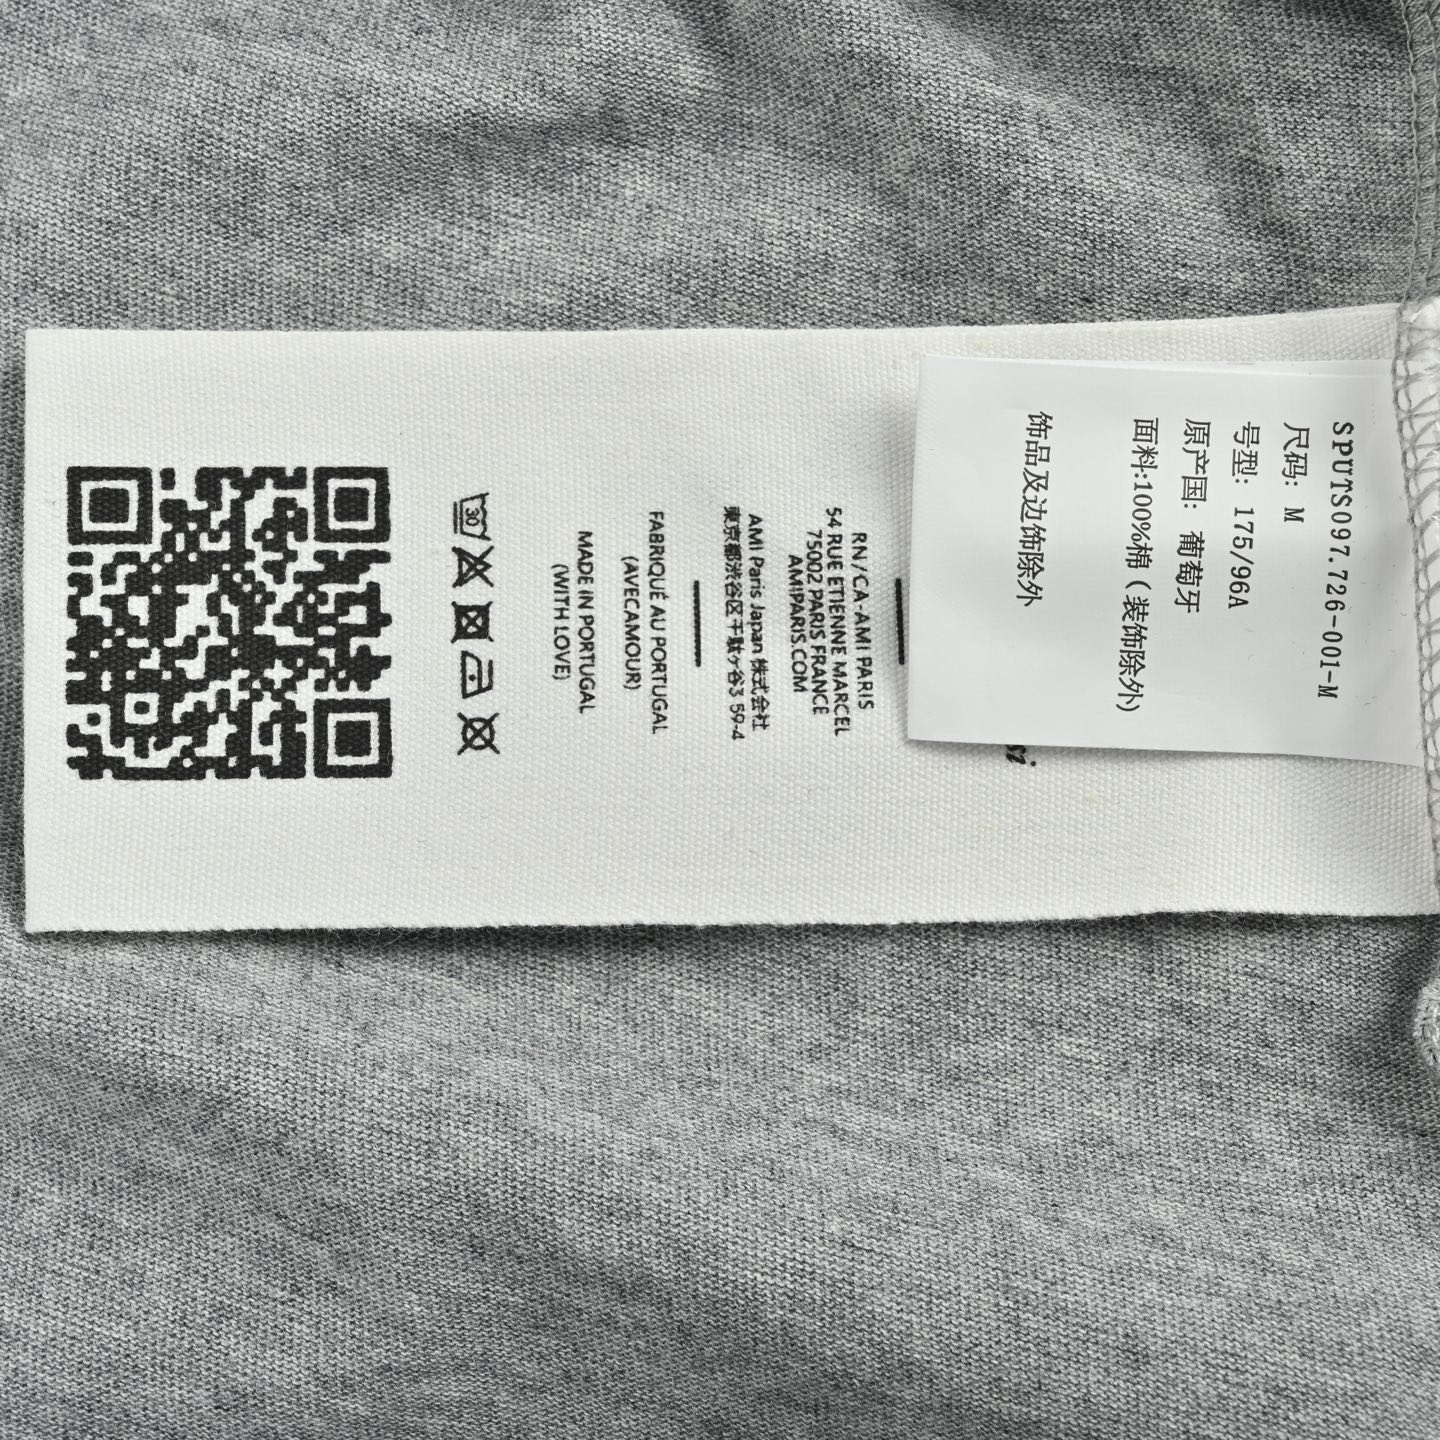 SPUTS097.726-001-M
尺码: M
号型: 175/96A
原产国: 葡萄牙
面料:100%棉 ( 装饰除外)
饰品及边饰除外
RN/CA-AMI PARIS
54 RUE ETIENNE MARCEL
75002 PARIS FRANCE
AMIPARIS.COM
AMI Paris Japan 株式会社
東京都渋谷区千駄ヶ谷3 59-4
FABRIQUÉ AU PORTUGAL
(AVECAMOUR)
MADE IN PORTUGAL
(WITH LOVE)
30